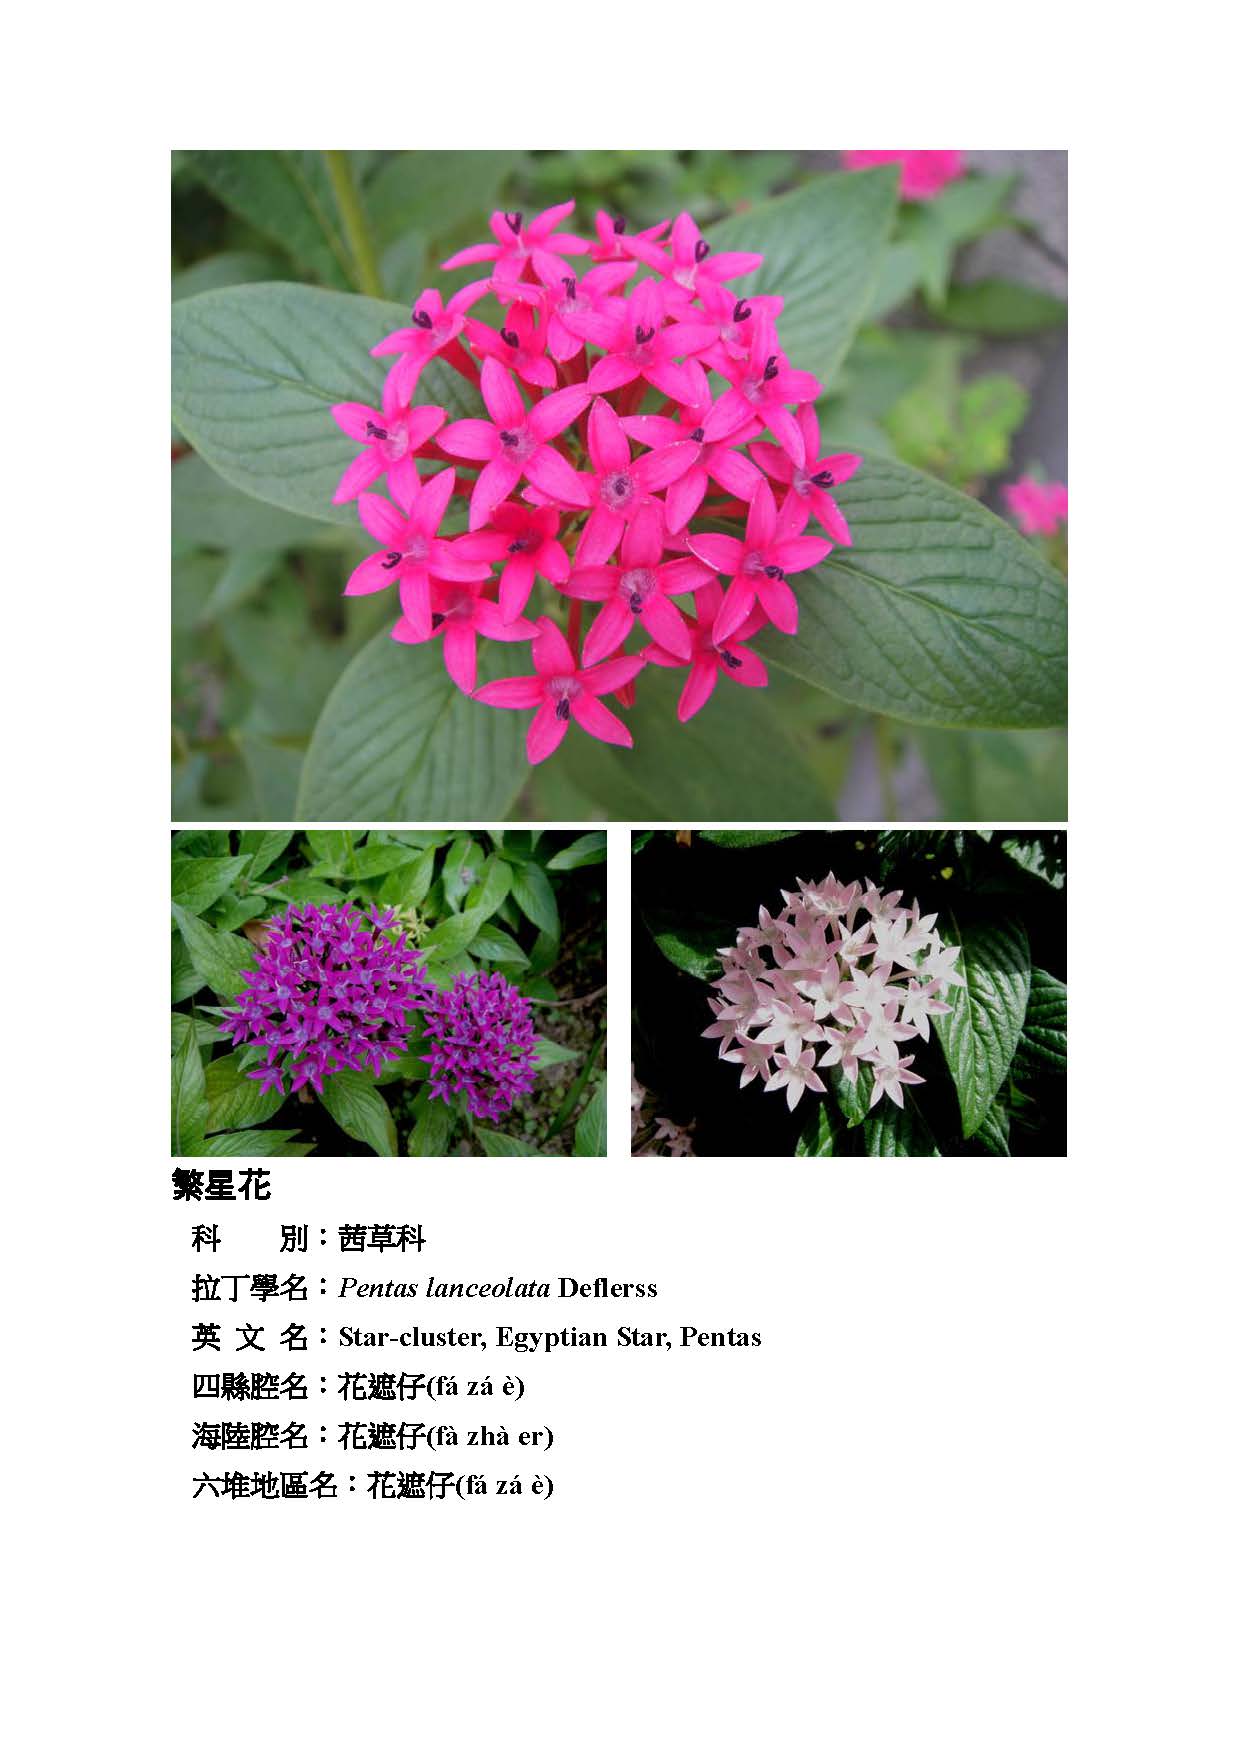 繁星花
科　　別：茜草科
拉丁學名：Pentas lanceolata Deflerss
英 文 名：Star-cluster, Egyptian Star, Pentas
四縣腔名：花遮仔(fá zá è)
海陸腔名：花遮仔(fà zhà er)
六堆地區名：花遮仔(fá zá è)